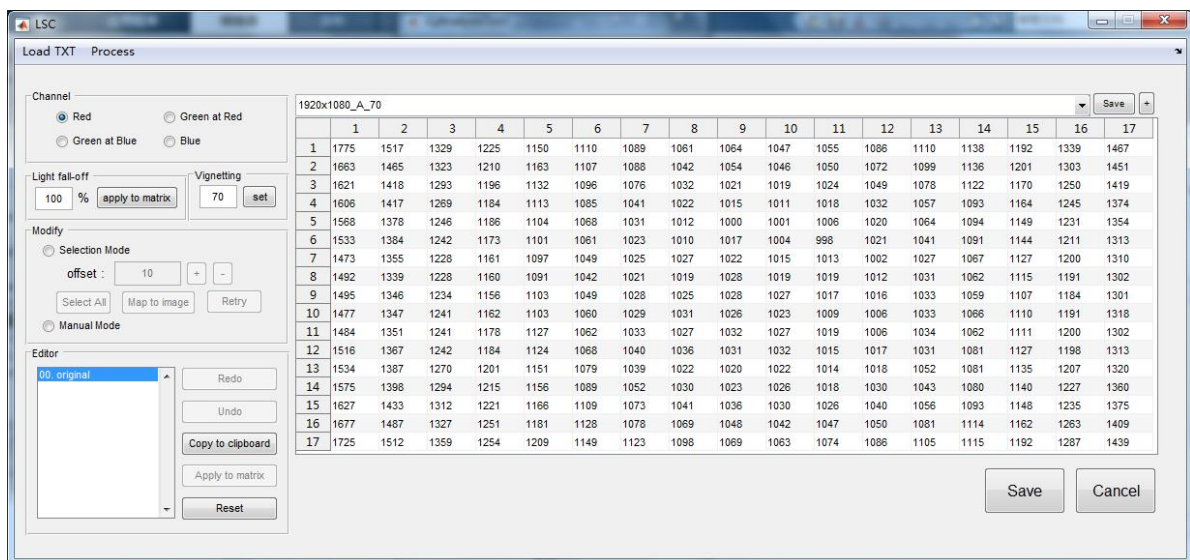 LSC
Load TXT Process
Channel
Red Green at Red
Green at Blue Blue
Light fall-off Vignetting
100 % apply to matrix 70 set
Modify
Selection Mode
offset : 10 + -
Select All Map to image Retry
Manual Mode
Editor
00. original
Redo
Undo
Copy to clipboard
Apply to matrix
Reset
1920x1080_A_70 Save +
1 2 3 4 5 6 7 8 9 10 11 12 13 14 15 16 17
1 1775 1517 1329 1225 1150 1110 1089 1061 1064 1047 1055 1086 1110 1138 1192 1339 1467
2 1663 1465 1323 1210 1163 1107 1088 1042 1054 1046 1050 1072 1099 1136 1201 1303 1451
3 1621 1418 1293 1196 1132 1096 1076 1032 1021 1019 1024 1049 1078 1122 1170 1250 1419
4 1606 1417 1269 1184 1113 1085 1041 1022 1015 1011 1018 1032 1057 1093 1164 1245 1374
5 1568 1378 1246 1186 1104 1068 1031 1012 1000 1001 1006 1020 1064 1094 1149 1231 1354
6 1533 1384 1242 1173 1101 1061 1023 1010 1017 1004 998 1021 1041 1091 1144 1211 1313
7 1473 1355 1228 1161 1097 1049 1025 1027 1022 1015 1013 1002 1027 1067 1127 1200 1310
8 1492 1339 1228 1160 1091 1042 1021 1019 1028 1019 1019 1012 1031 1062 1115 1191 1302
9 1495 1346 1234 1156 1103 1049 1028 1025 1028 1027 1017 1016 1033 1059 1107 1184 1301
10 1477 1347 1241 1162 1103 1060 1029 1031 1026 1023 1009 1006 1033 1066 1110 1191 1318
11 1484 1351 1241 1178 1127 1062 1033 1027 1032 1027 1019 1006 1034 1062 1111 1200 1302
12 1516 1367 1242 1184 1124 1068 1040 1036 1031 1032 1015 1017 1031 1081 1127 1198 1313
13 1534 1387 1270 1201 1151 1079 1039 1022 1020 1022 1014 1018 1052 1081 1135 1207 1320
14 1575 1398 1294 1215 1156 1089 1052 1030 1023 1026 1018 1030 1043 1080 1140 1227 1360
15 1627 1433 1312 1221 1166 1109 1073 1041 1036 1030 1026 1040 1056 1093 1148 1235 1375
16 1677 1487 1327 1251 1181 1128 1078 1069 1048 1042 1047 1050 1081 1114 1162 1263 1409
17 1725 1512 1359 1254 1209 1149 1123 1098 1069 1063 1074 1086 1105 1115 1192 1287 1439
Save Cancel